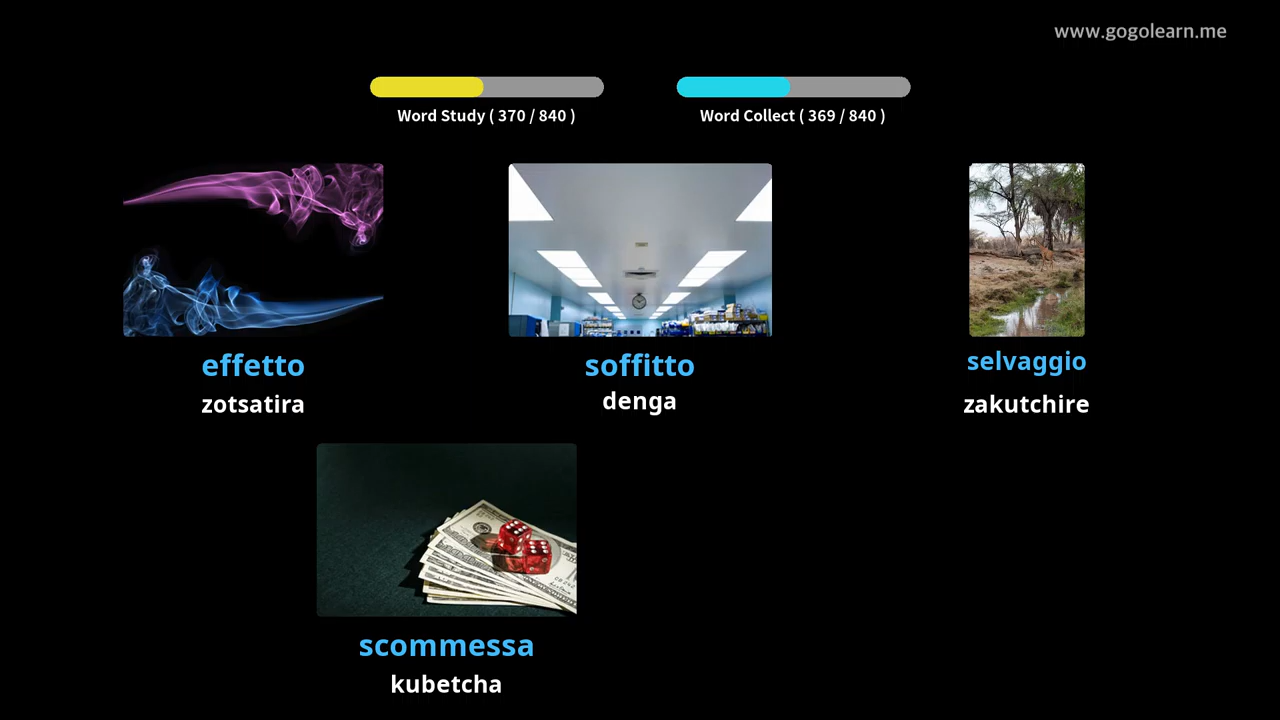 www.gogolearn.me
Word Study ( 370 / 840 )
Word Collect ( 369 / 840 )
effetto
zotsatira
soffitto
denga
selvaggio
zakutchire
scommessa
kubetcha